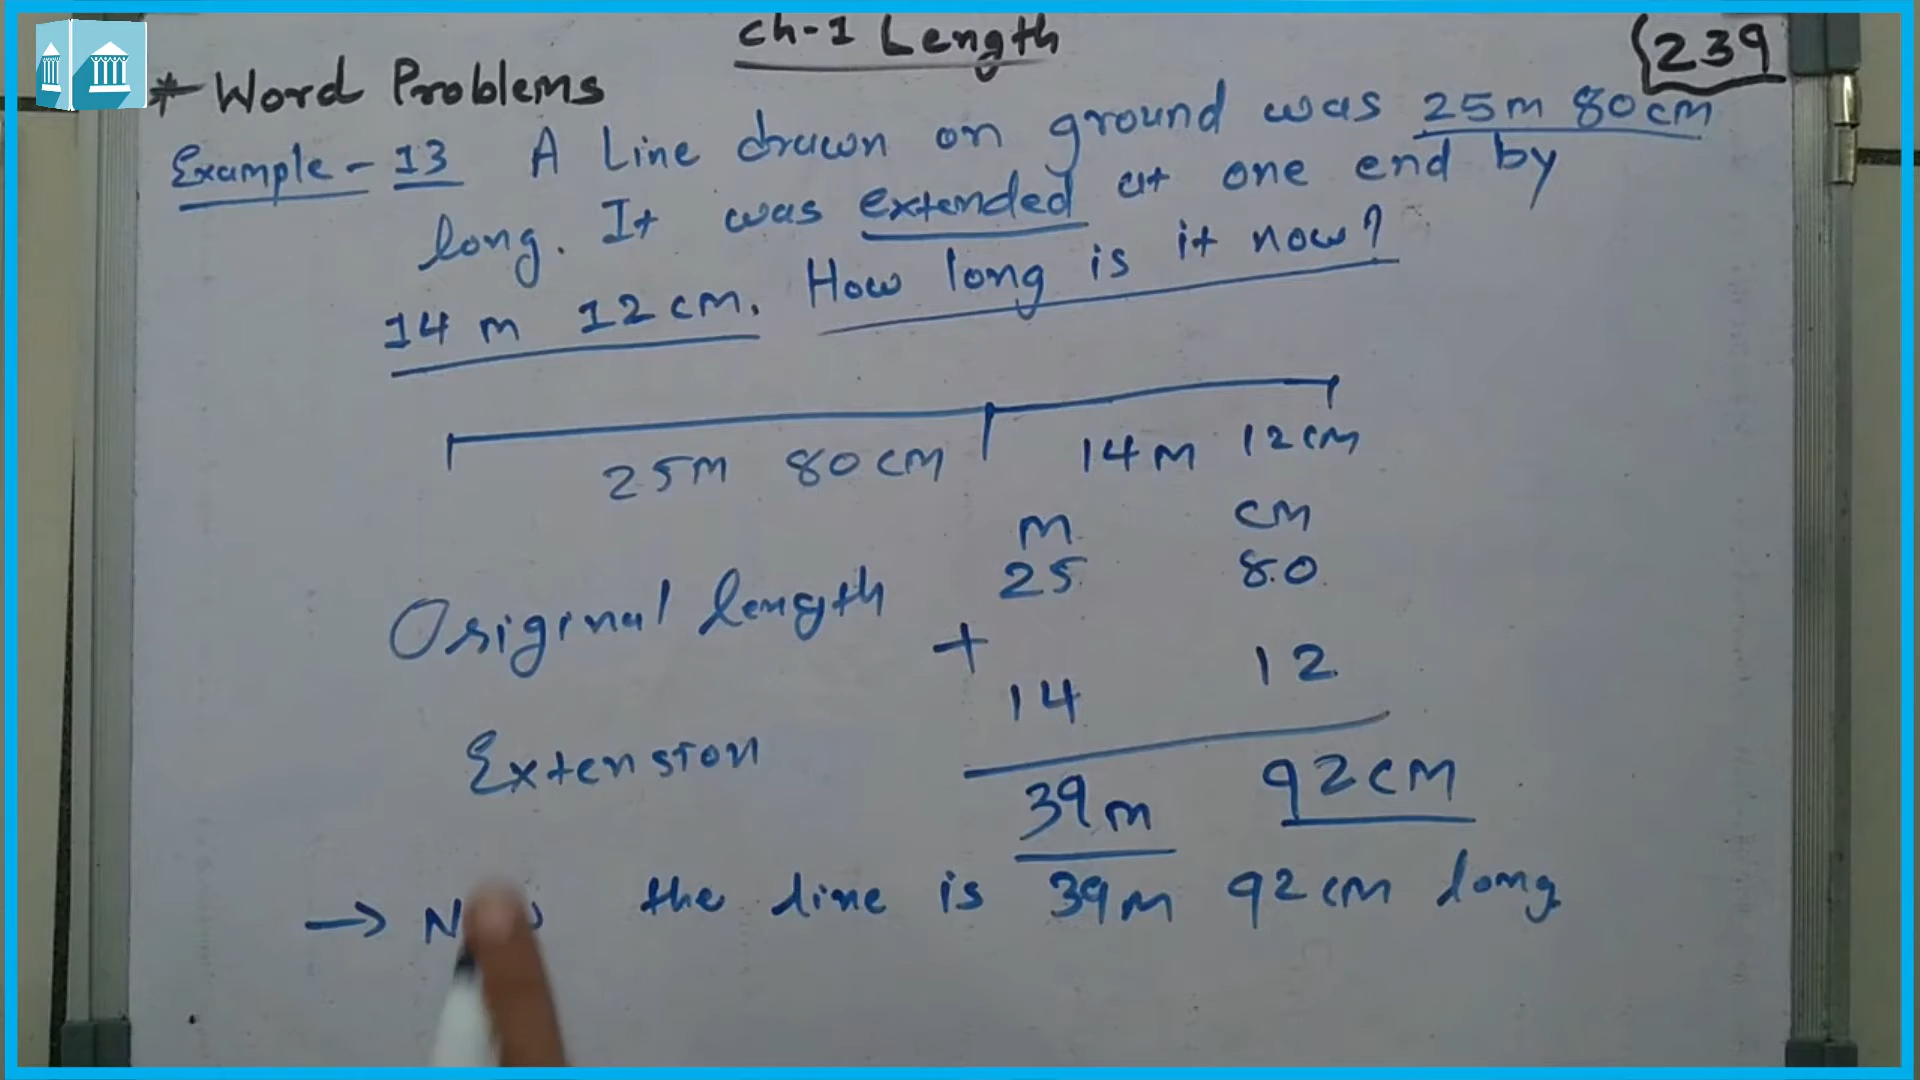 ch-1 Length
239
* Word Problems
Example - 13 A Line drawn on ground was 25m 80cm
long. It was extended at one end by
14 m 12 cm. How long is it now?
25m 80cm 14m 12cm
m cm
Original length 25 80
+
14 12
Extension
39m 92cm
→ the line is 39m 92cm long